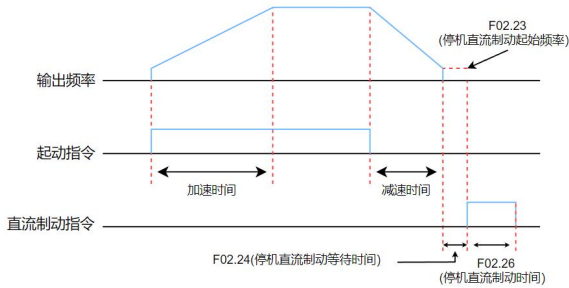 F02.23
(停机直流制动起始频率)
输出频率
起动指令
加速时间
减速时间
直流制动指令
F02.24(停机直流制动等待时间)
F02.26
(停机直流制动时间)